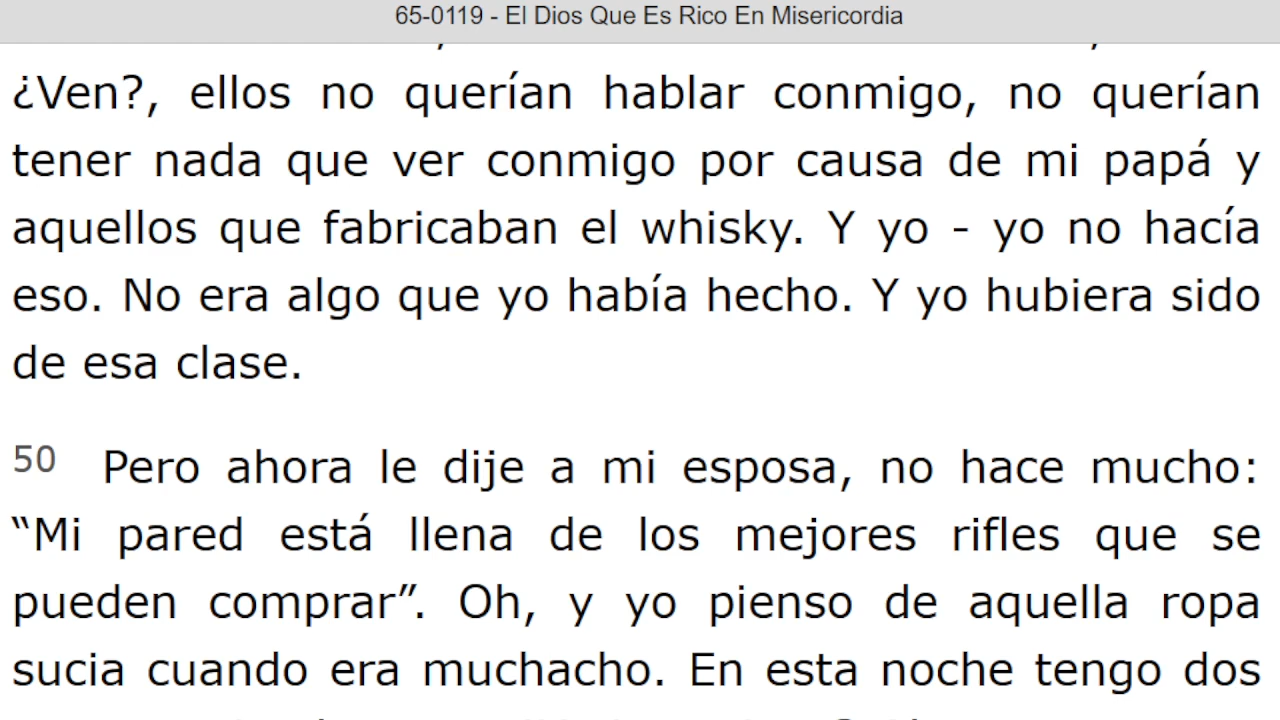 65-0119 - El Dios Que Es Rico En Misericordia
¿Ven?, ellos no querían hablar conmigo, no querían
tener nada que ver conmigo por causa de mi papá y
aquellos que fabricaban el whisky. Y yo - yo no hacía
eso. No era algo que yo había hecho. Y yo hubiera sido
de esa clase.
50 Pero ahora le dije a mi esposa, no hace mucho:
“Mi pared está llena de los mejores rifles que se
pueden comprar”. Oh, y yo pienso de aquella ropa
sucia cuando era muchacho. En esta noche tengo dos